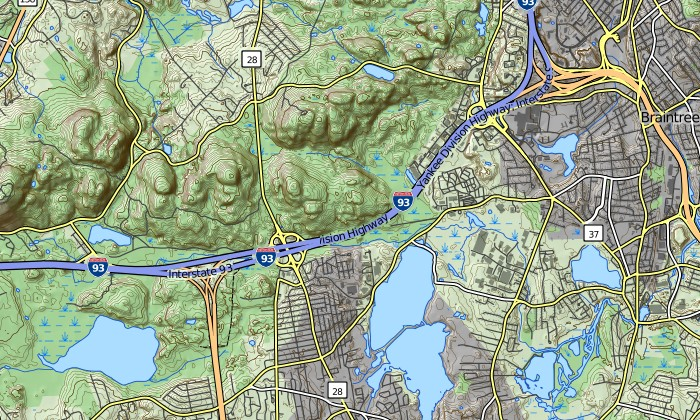 93
28
Yankee Division Highway; Interstate
Braintree
93
ision Highway
37
93
93
Interstate 93
28